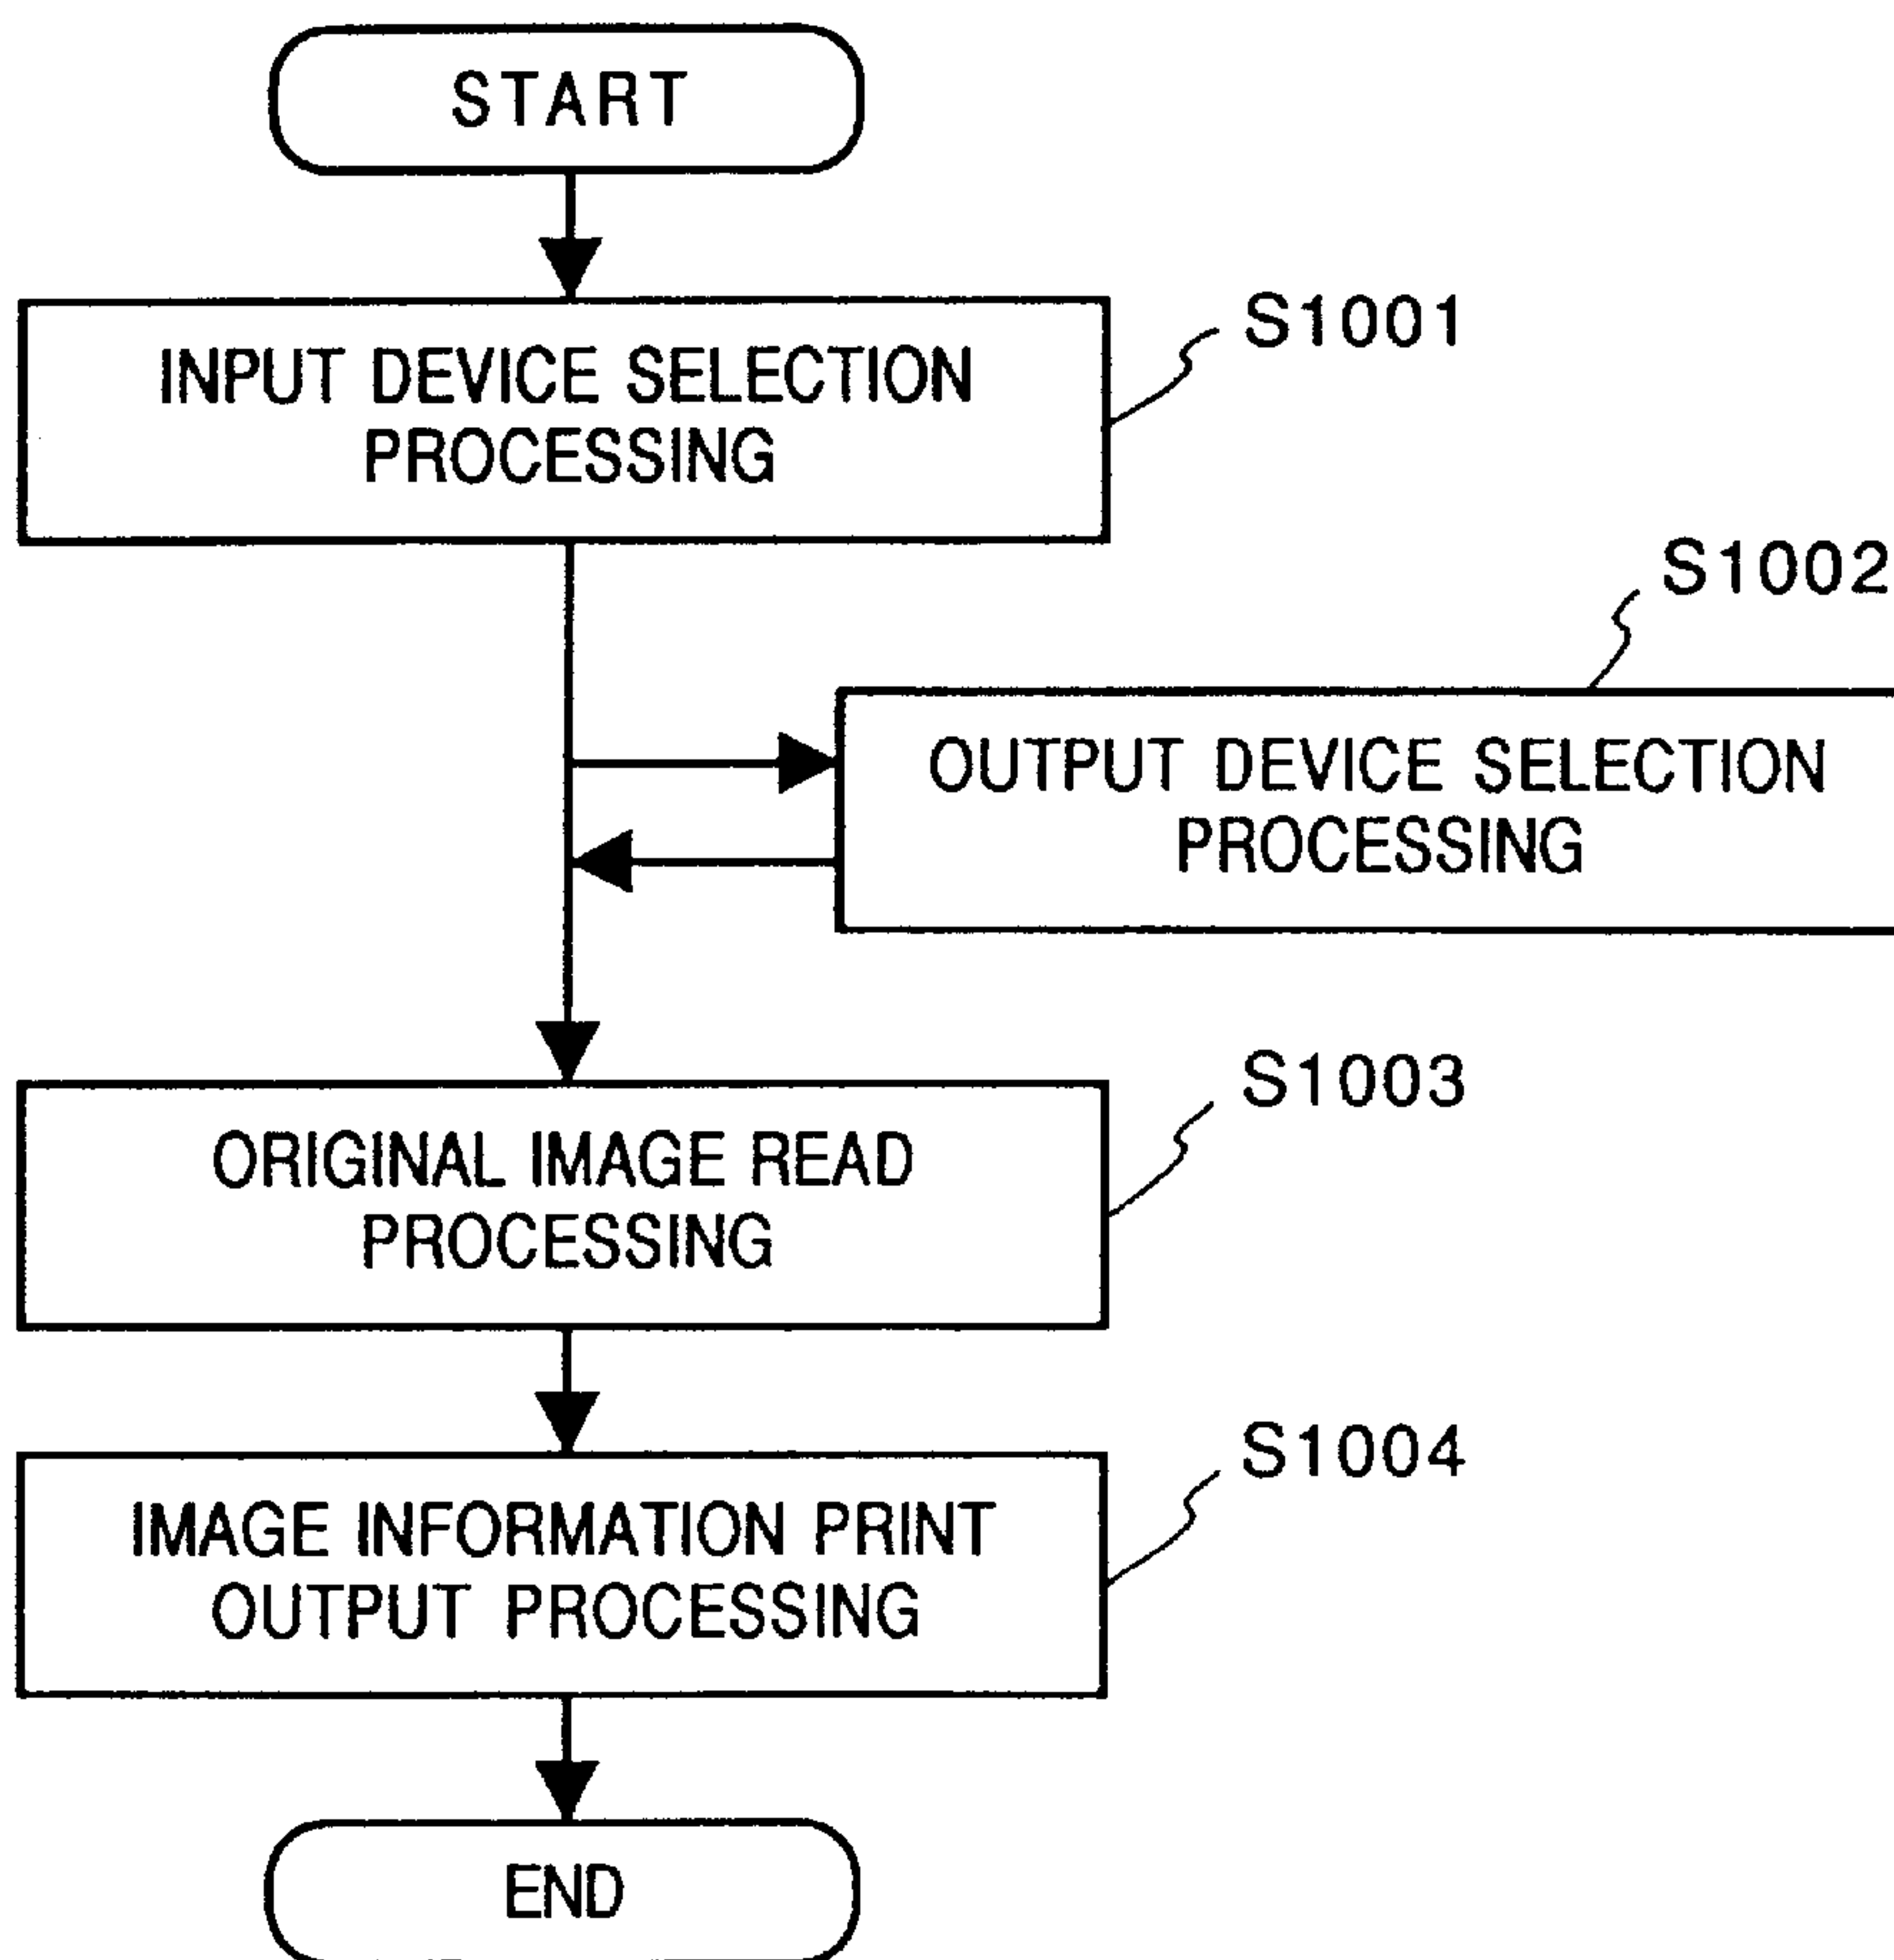 START
INPUT DEVICE SELECTION
PROCESSING
S1001
S1002
OUTPUT DEVICE SELECTION
PROCESSING
S1003
ORIGINAL IMAGE READ
PROCESSING
S1004
IMAGE INFORMATION PRINT
OUTPUT PROCESSING
END